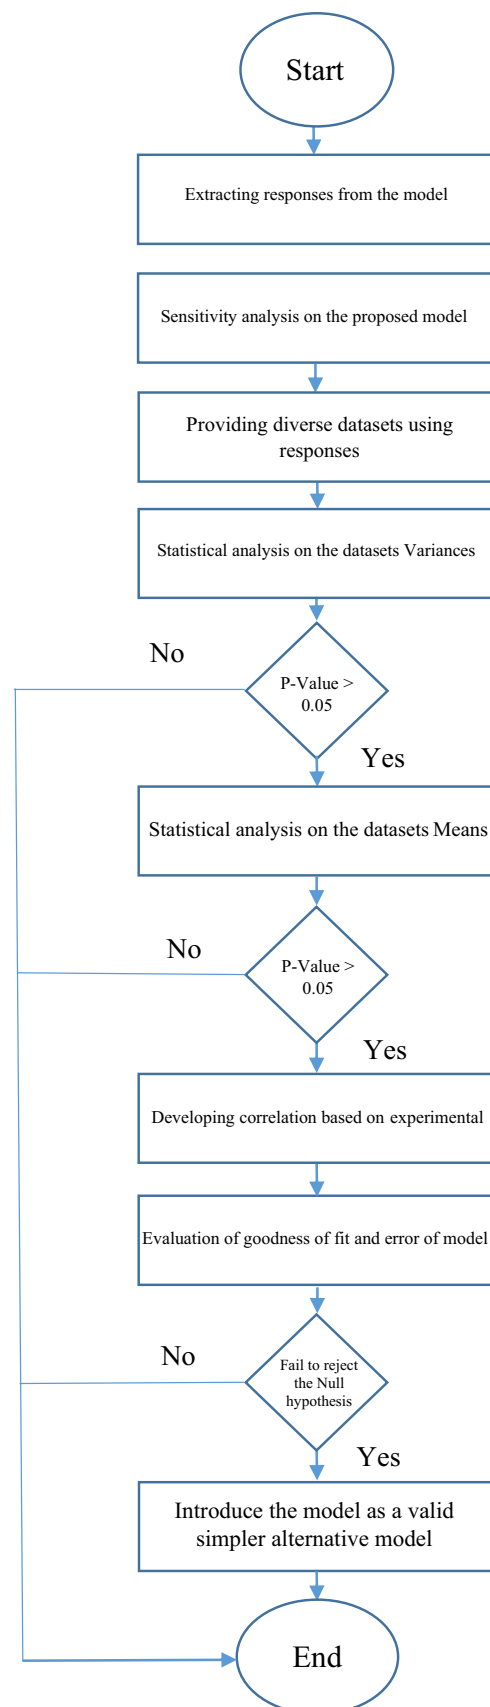 Start
Extracting responses from the model
Sensitivity analysis on the proposed model
Providing diverse datasets using
responses
Statistical analysis on the datasets Variances
No
P-Value >
0.05
Yes
Statistical analysis on the datasets Means
No
P-Value >
0.05
Yes
Developing correlation based on experimental
Evaluation of goodness of fit and error of model
No
Fail to reject
the Null
hypothesis
Yes
Introduce the model as a valid
simpler alternative model
End